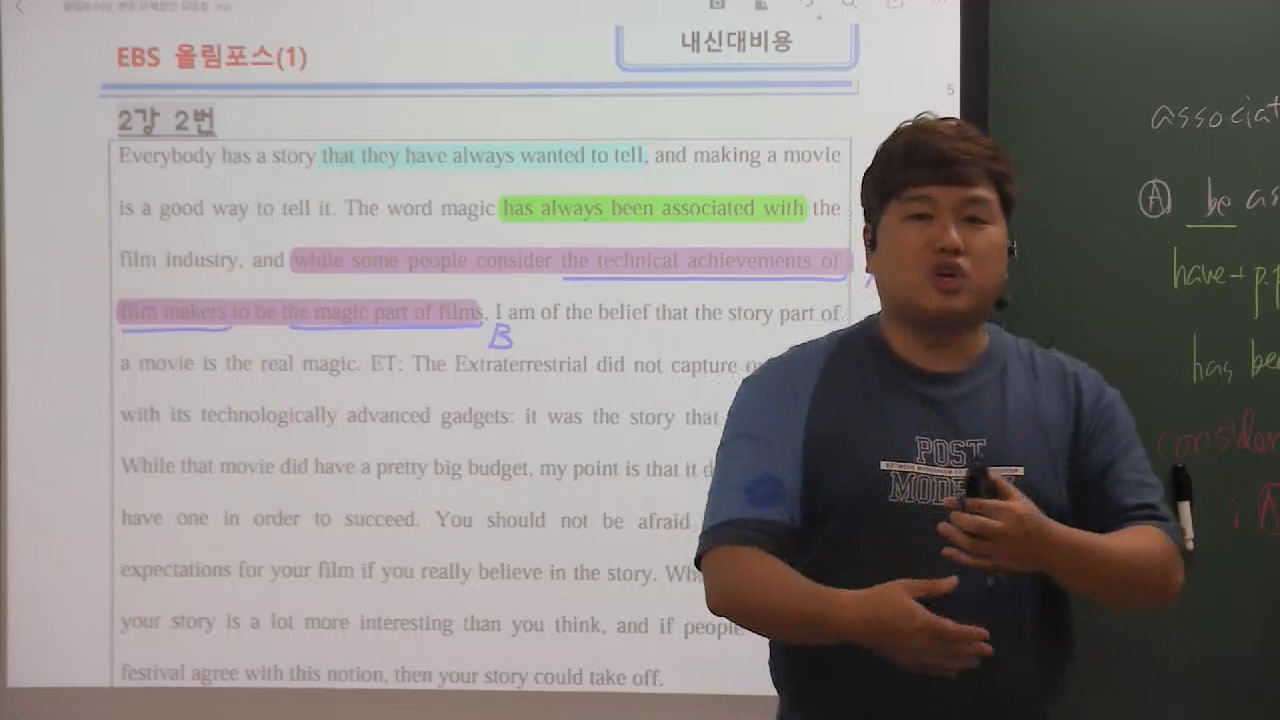 EBS 올림포스(1)
내신대비용
5
2강 2번
Everybody has a story that they have always wanted to tell, and making a movie
is a good way to tell it. The word magic has always been associated with the
film industry, and while some people consider the technical achievements of
film makers to be the magic part of films, I am of the belief that the story part of
B
a movie is the real magic. ET: The Extraterrestrial did not capture
with its technologically advanced gadgets: it was the story that
While that movie did have a pretty big budget, my point is that it
have one in order to succeed. You should not be afraid
expectations for your film if you really believe in the story.
your story is a lot more interesting than you think, and if people
festival agree with this notion, then your story could take off.
associat
A be as
have + p.p
has bee
consider
POST
MODE